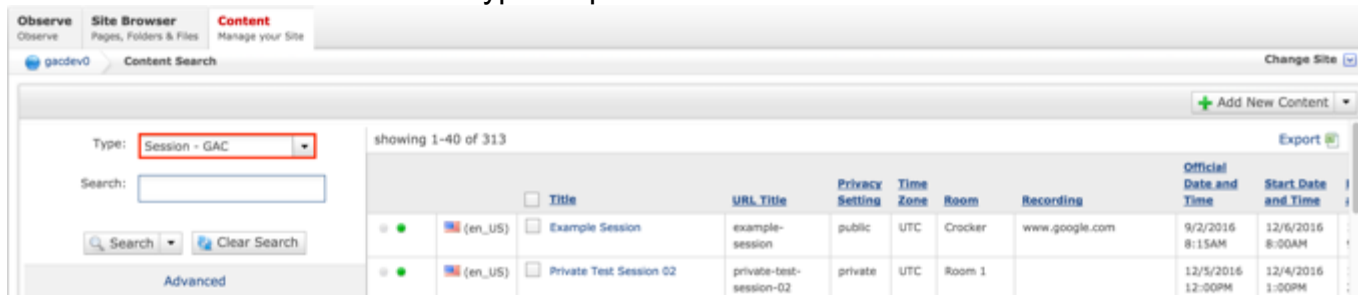 Observe Site Browser Content
Observe Pages, Folders & Files Manage your Site
gacdev0 Content Search Change Site
Add New Content
Type: Session - GAC showing 1-40 of 313 Export
Search:
Title URL Title Privacy Setting Time Zone Room Recording Official Date and Time Start Date and Time
Search Clear Search
(en_US) Example Session example-session public UTC Crocker www.google.com 9/2/2016 8:15AM 12/6/2016 8:00AM
Advanced
(en_US) Private Test Session 02 private-test-session-02 private UTC Room 1 12/5/2016 12:00PM 12/4/2016 1:00PM